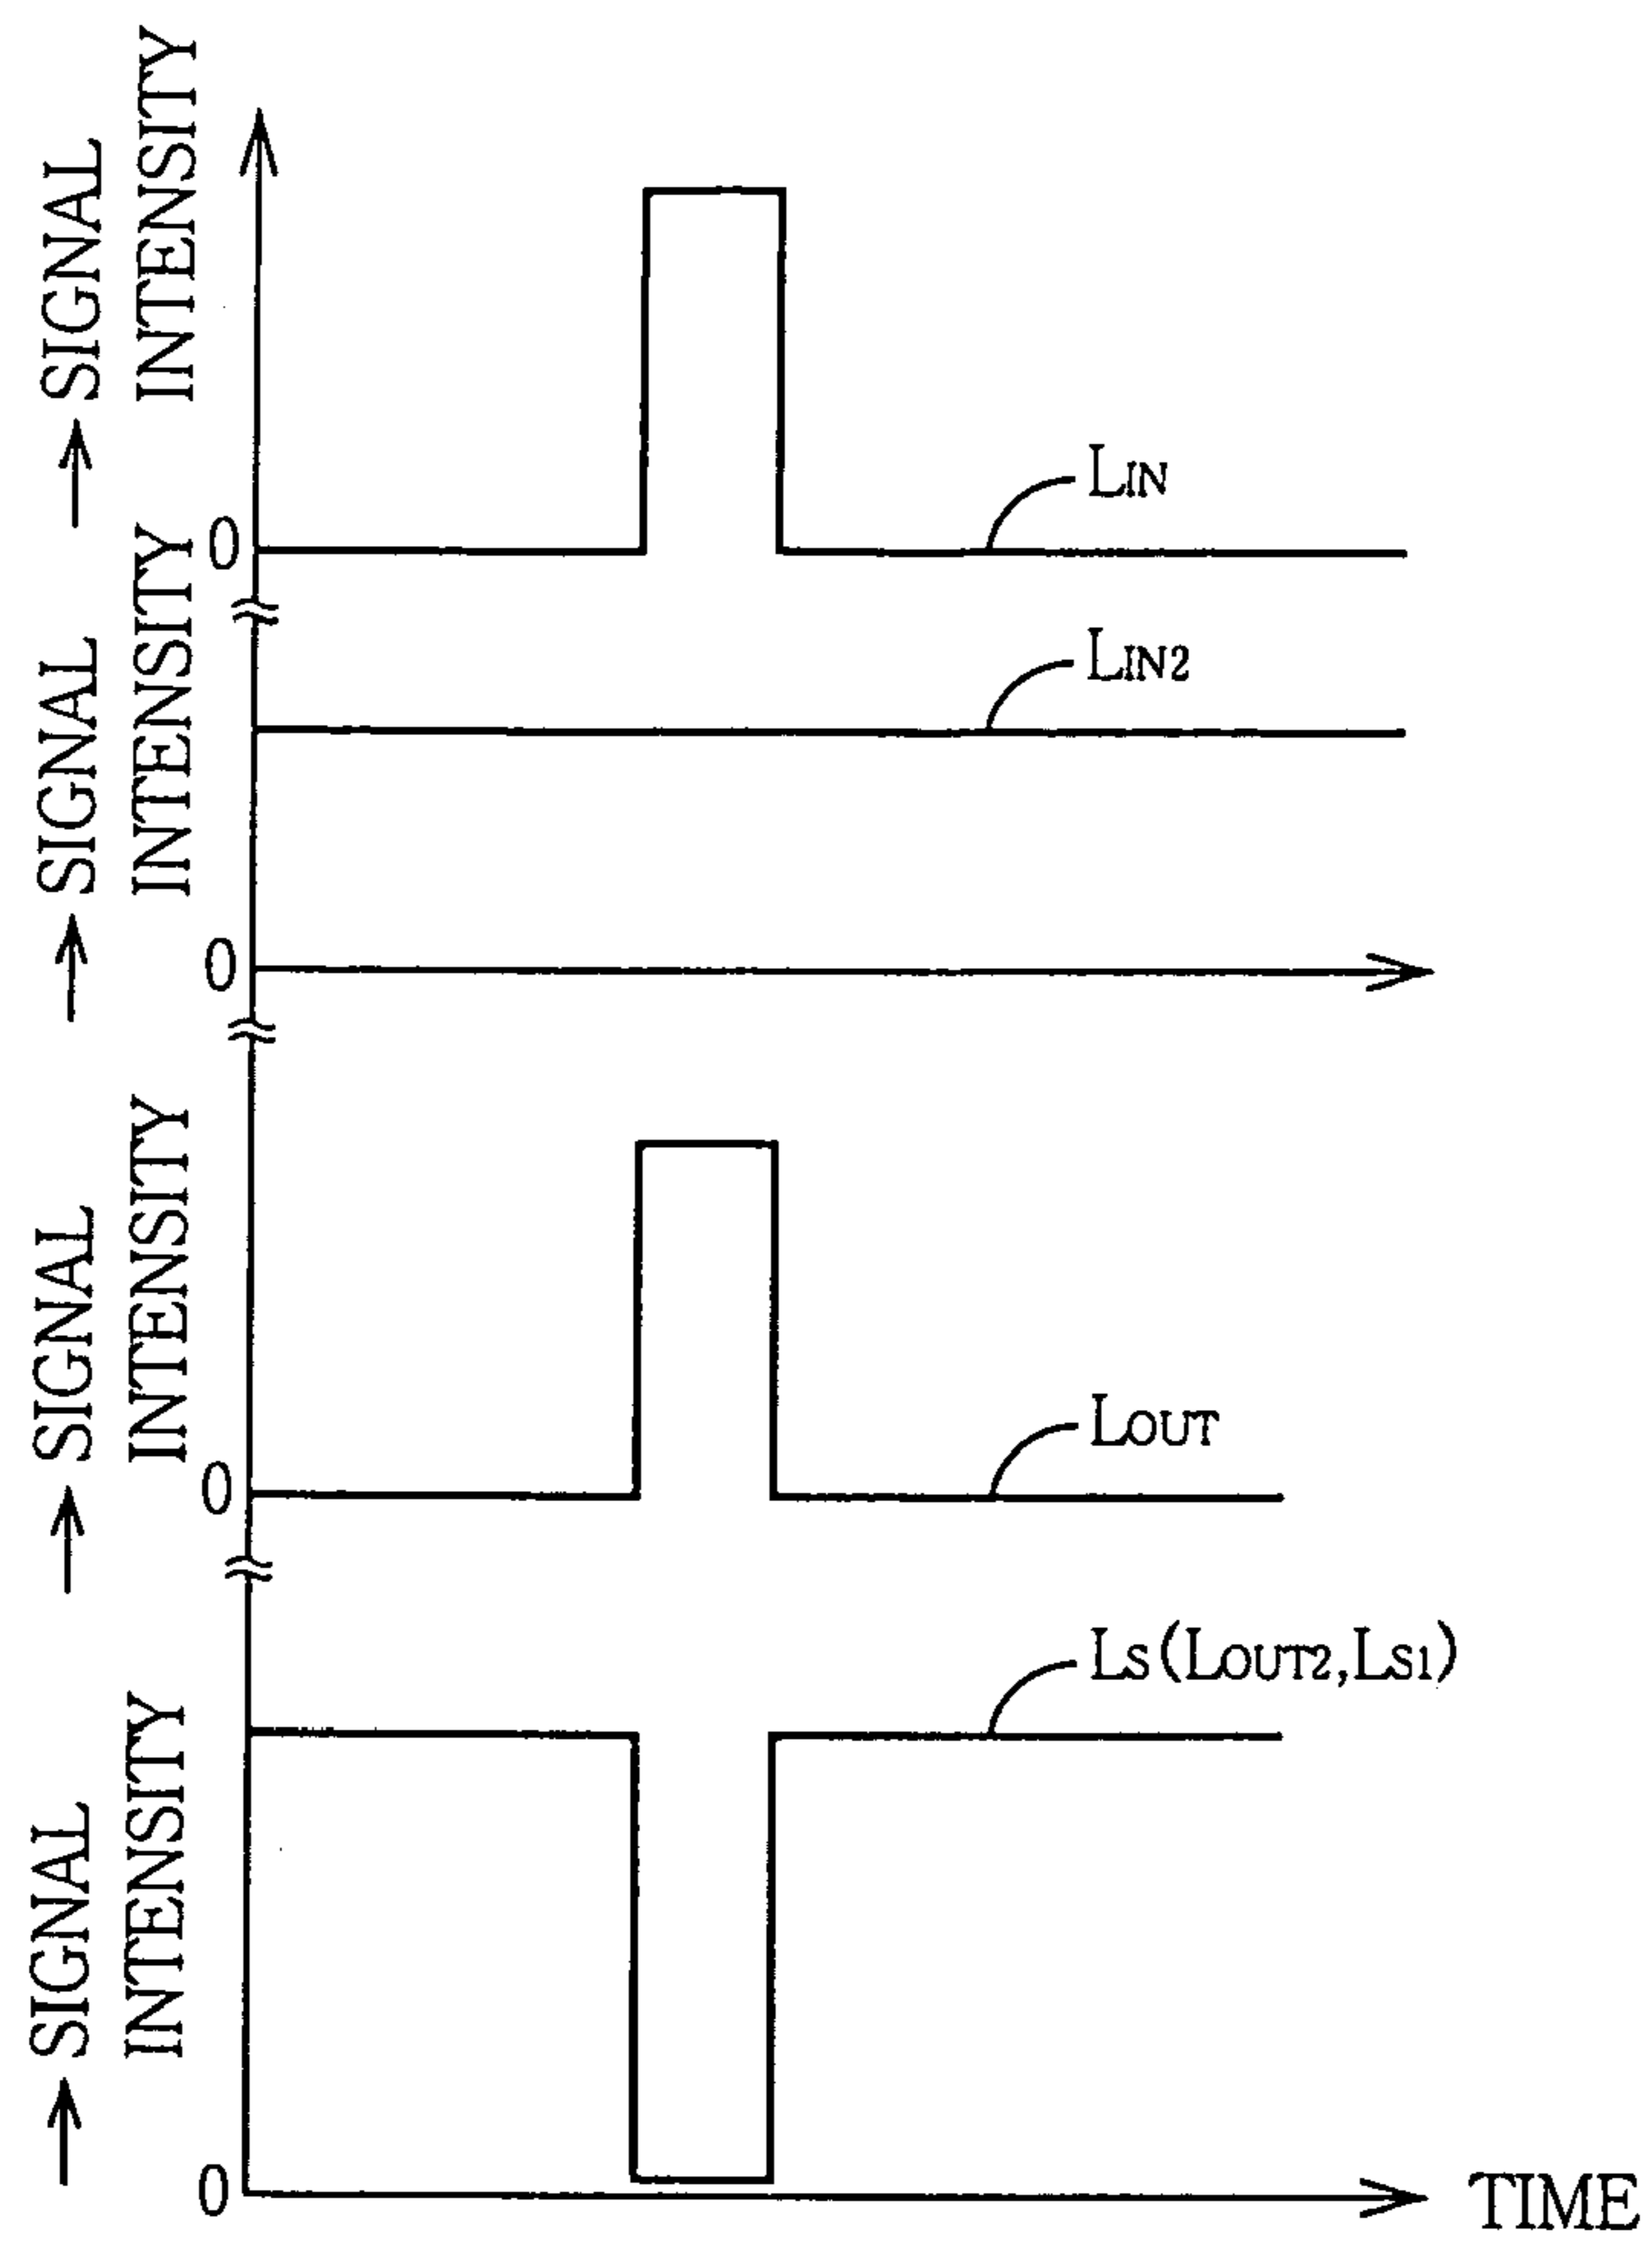 →SIGNAL
INTENSITY
0
LIN
→SIGNAL
INTENSITY
LIN2
0
→SIGNAL
INTENSITY
LOUT
0
→SIGNAL
INTENSITY
LS(LOUT2,LS1)
0
TIME